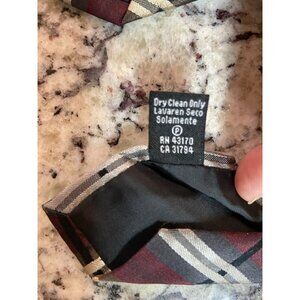 Dry Clean Only
Lavaren Seco
Solamente
P
RN 43170
CA 31794